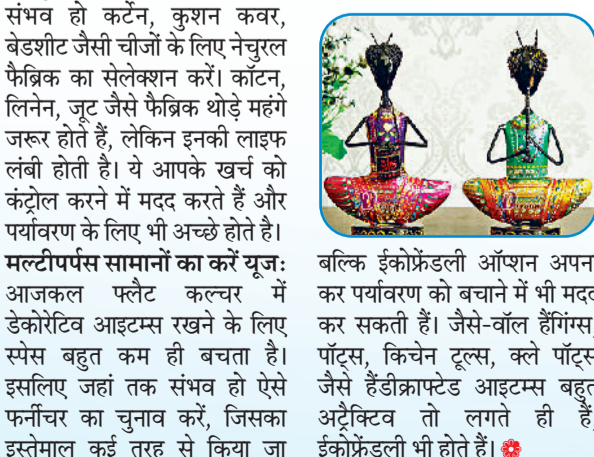 संभव हो कर्टेन, कुशन कवर,
बेडशीट जैसी चीजों के लिए नेचुरल
फैब्रिक का सेलेक्शन करें। कॉटन,
लिनेन, जूट जैसे फैब्रिक थोड़े महंगे
जरूर होते हैं, लेकिन इनकी लाइफ
लंबी होती है। ये आपके खर्च को
कंट्रोल करने में मदद करते हैं और
पर्यावरण के लिए भी अच्छे होते है।
मल्टीपर्पस सामानों का करें यूजः
आजकल फ्लैट कल्चर में
डेकोरेटिव आइटम्स रखने के लिए
स्पेस बहुत कम ही बचता है।
इसलिए जहां तक संभव हो ऐसे
फर्नीचर का चुनाव करें, जिसका
इस्तेमाल कई तरह से किया जा
बल्कि ईकोफ्रेंडली ऑप्शन अपना
कर पर्यावरण को बचाने में भी मदद
कर सकती हैं। जैसे-वॉल हैंगिंग्स,
पॉट्स, किचेन टूल्स, क्ले पॉट्स
जैसे हैंडीक्राफ्टेड आइटम्स बहुत
अट्रैक्टिव तो लगते ही हैं,
ईकोफ्रेंडली भी होते हैं।